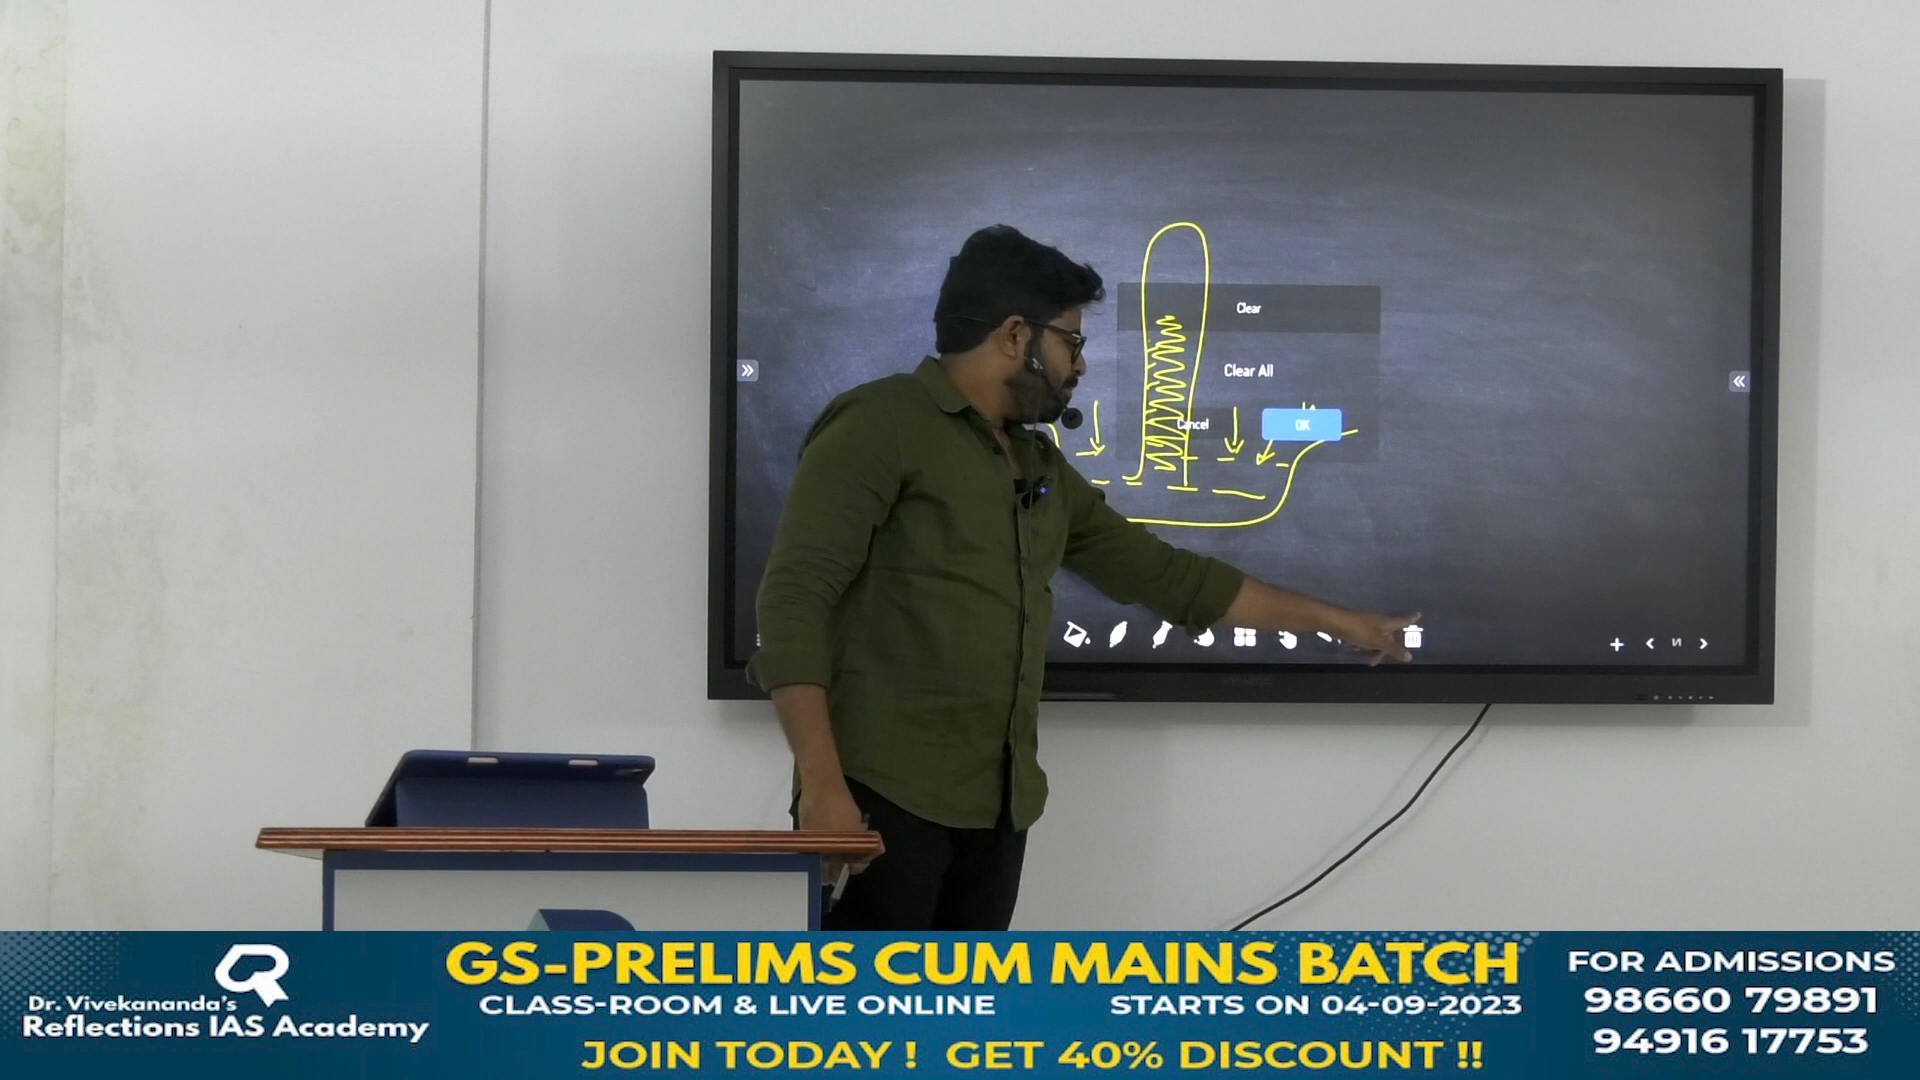 Clear
Clear All
Cancel
OK
Dr. Vivekananda's
Reflections IAS Academy
GS-PRELIMS CUM MAINS BATCH
CLASS-ROOM & LIVE ONLINE
STARTS ON 04-09-2023
JOIN TODAY ! GET 40% DISCOUNT !!
FOR ADMISSIONS
98660 79891
94916 17753